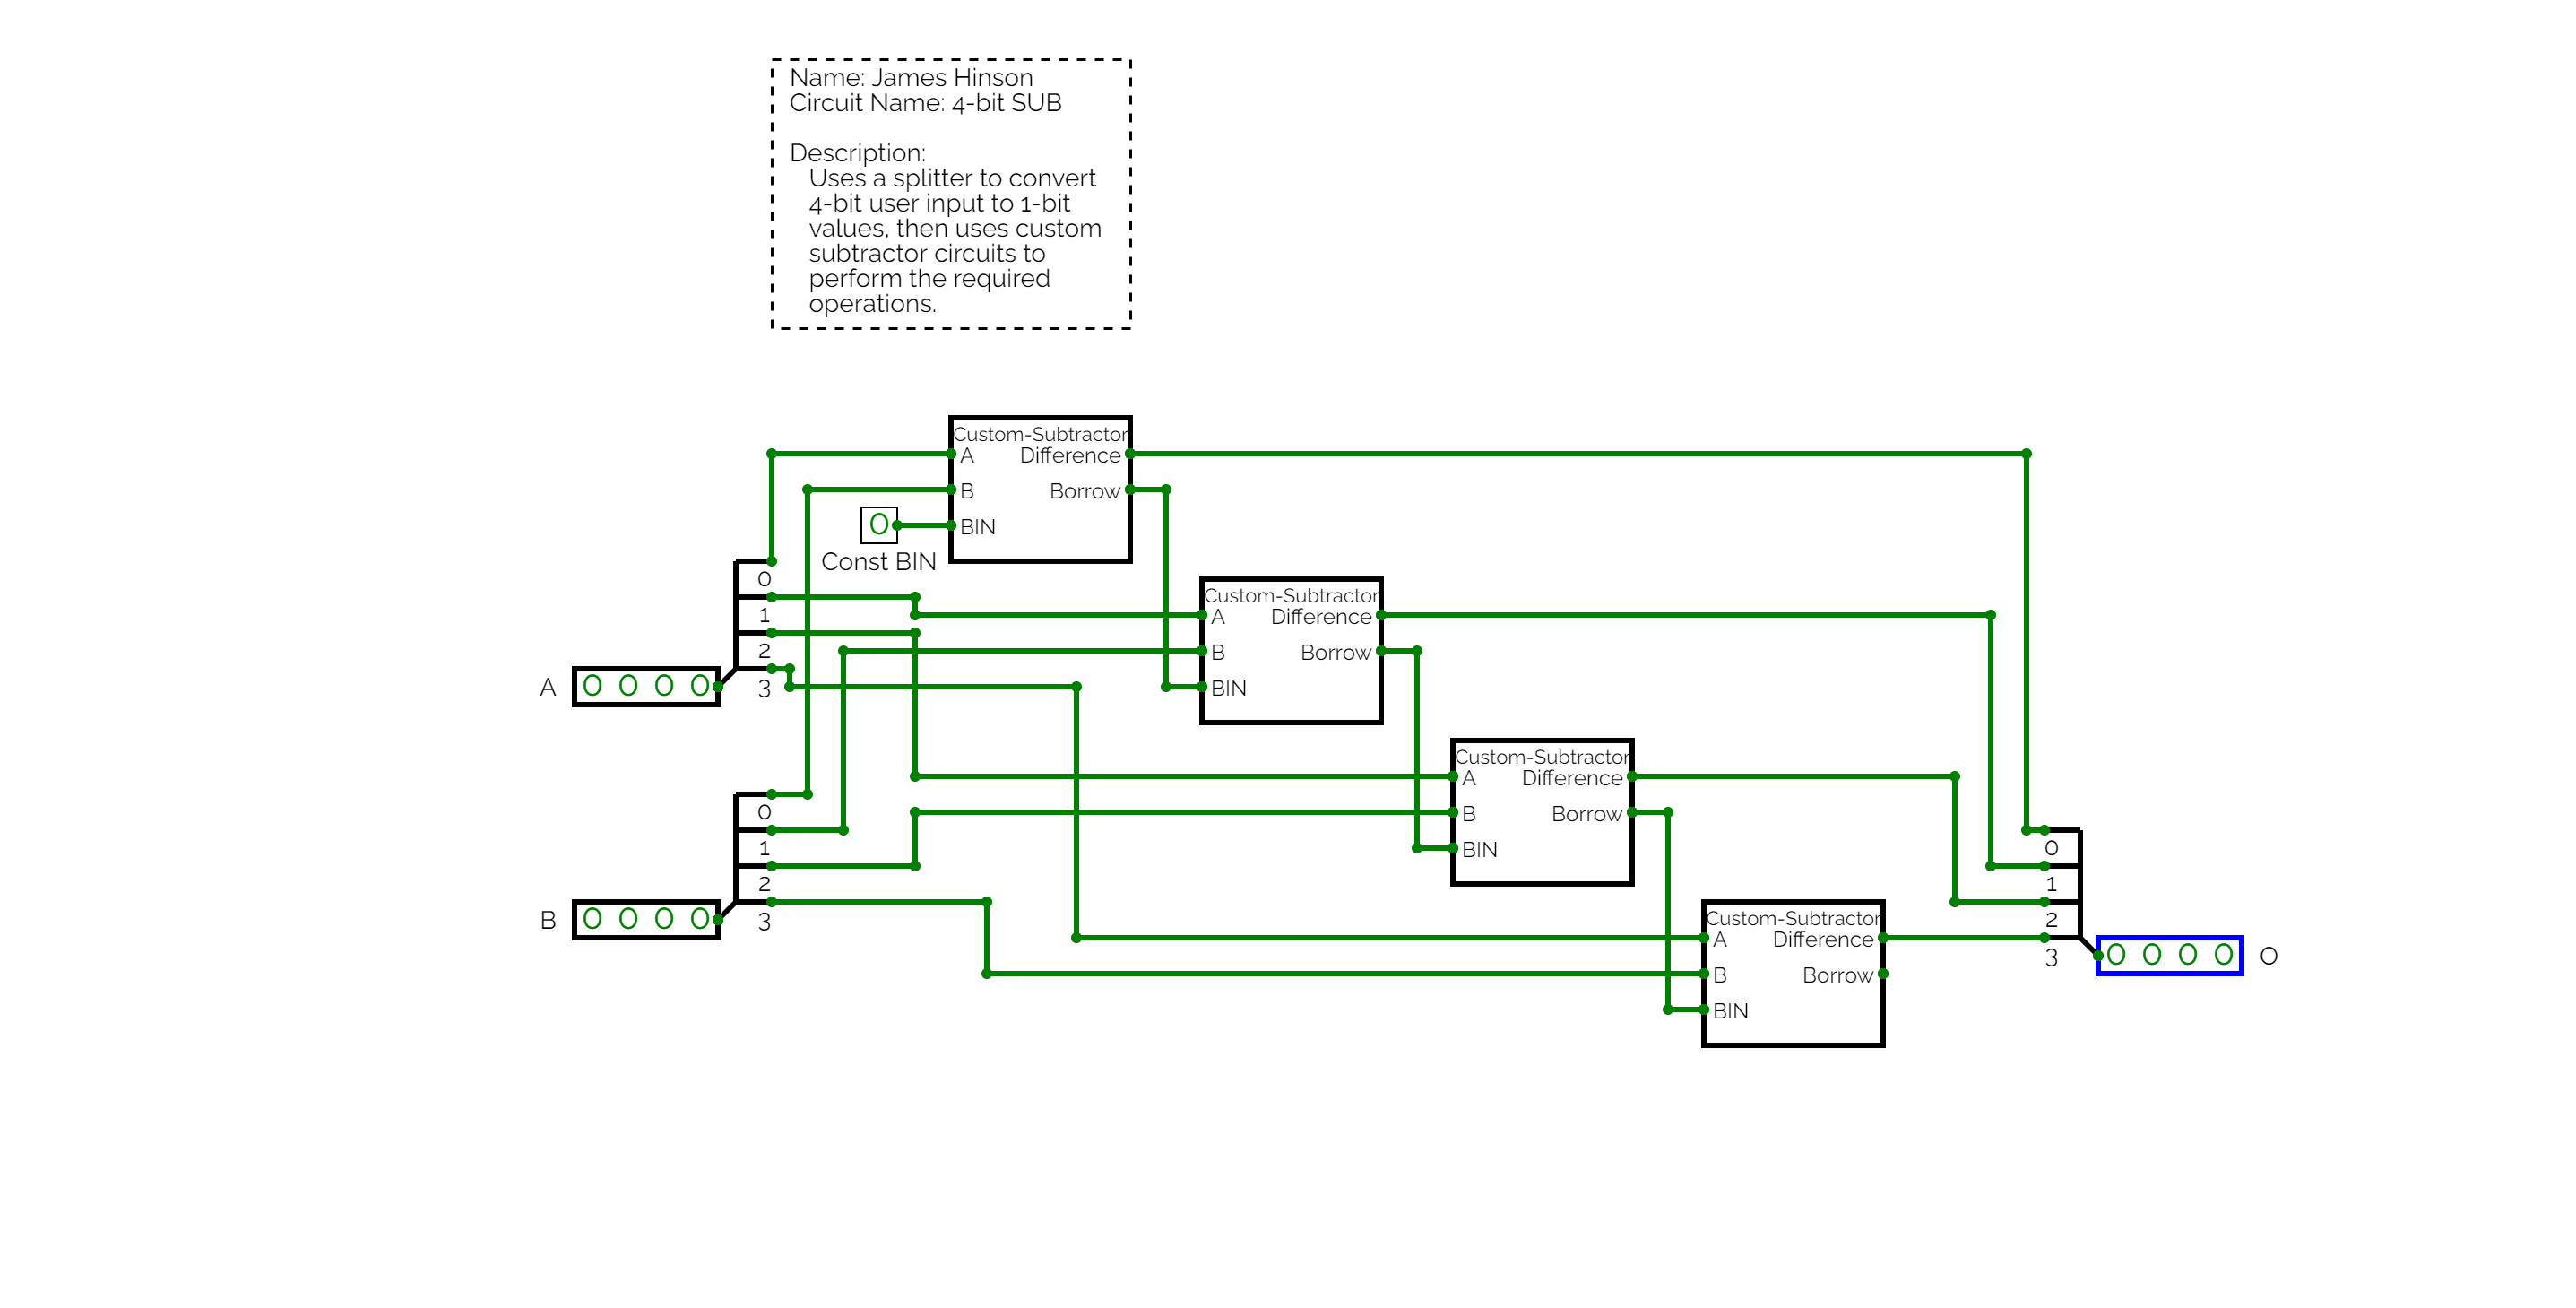 Name: James Hinson
Circuit Name: 4-bit SUB
Description:
Uses a splitter to convert
4-bit user input to 1-bit
values, then uses custom
subtractor circuits to
perform the required
operations.
Custom-Subtractor
A Difference
B Borrow
0 BIN
Const BIN
0
1
2
3
A 0 0 0 0
Custom-Subtractor
A Difference
B Borrow
BIN
Custom-Subtractor
A Difference
B Borrow
BIN
0
1
2
3
B 0 0 0 0
Custom-Subtractor
A Difference
B Borrow
BIN
0
1
2
3
0 0 0 0 O